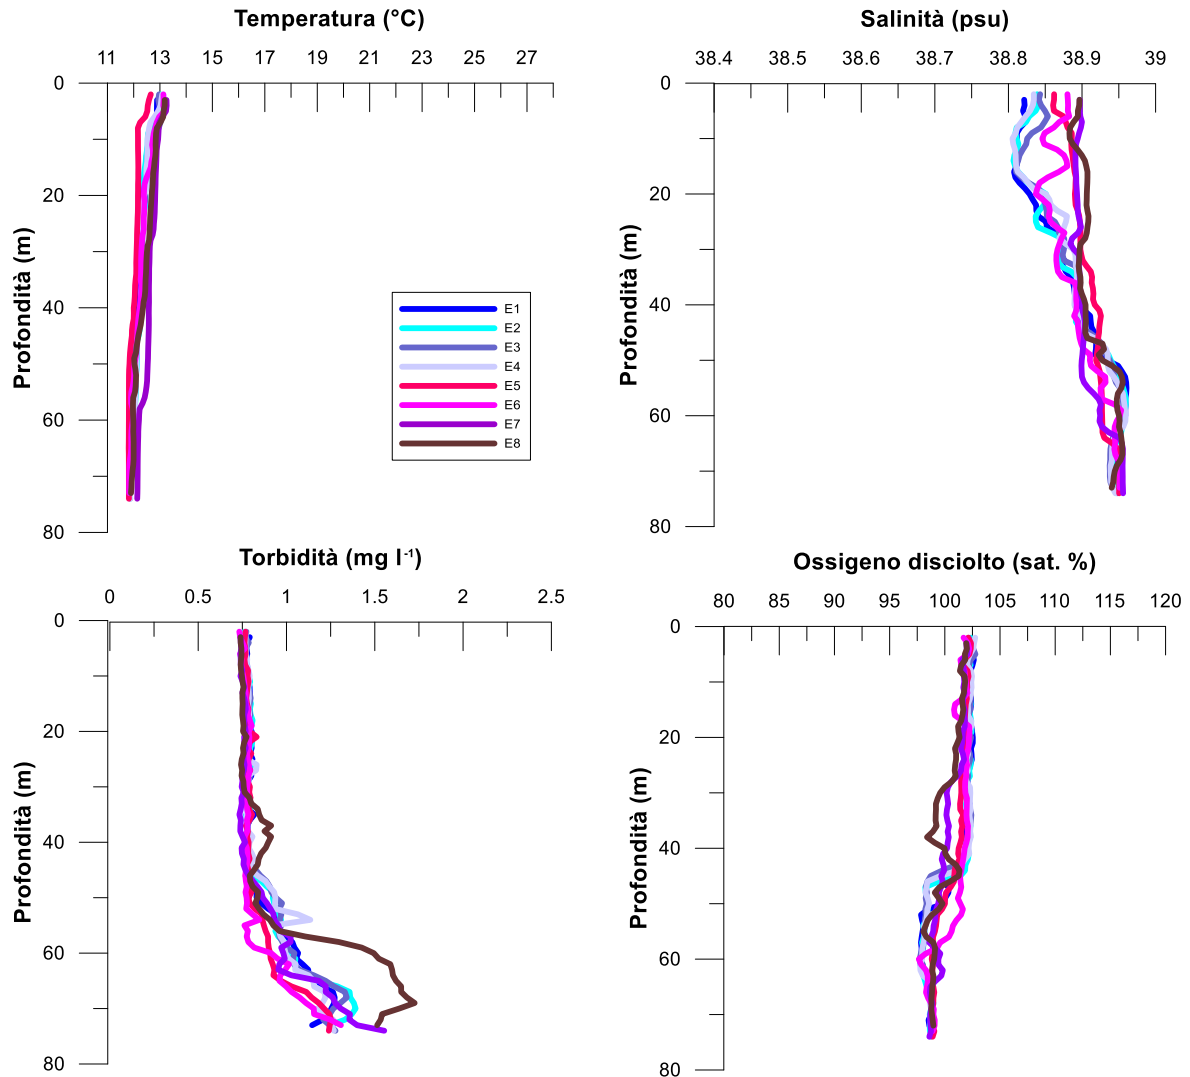 Temperatura (°C)
11 13 15 17 19 21 23 25 27
0
20
40
60
80
Profondità (m)
E1
E2
E3
E4
E5
E6
E7
E8
Salinità (psu)
38.4 38.5 38.6 38.7 38.8 38.9 39
0
20
40
60
80
Profondità (m)
Torbidità (mg l-1)
0 0.5 1 1.5 2 2.5
0
20
40
60
80
Profondità (m)
Ossigeno disciolto (sat. %)
80 85 90 95 100 105 110 115 120
0
20
40
60
80
Profondità (m)